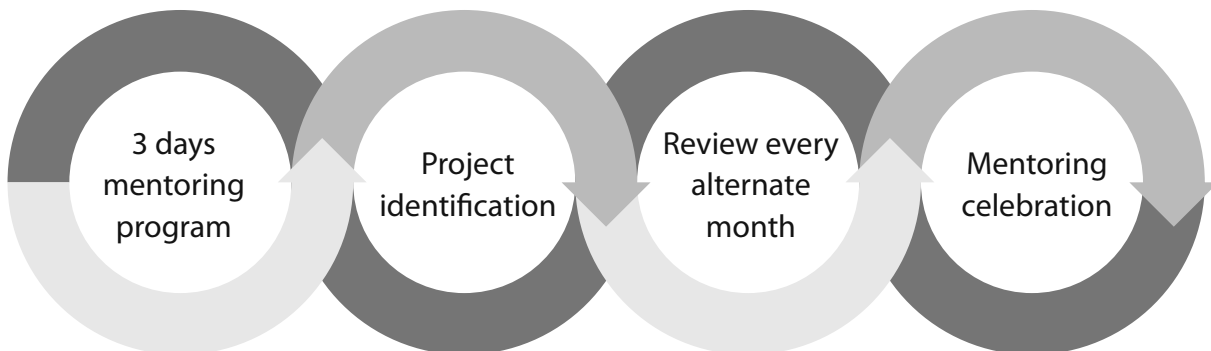 3 days
mentoring
program
Project
identification
Review every
alternate
month
Mentoring
celebration